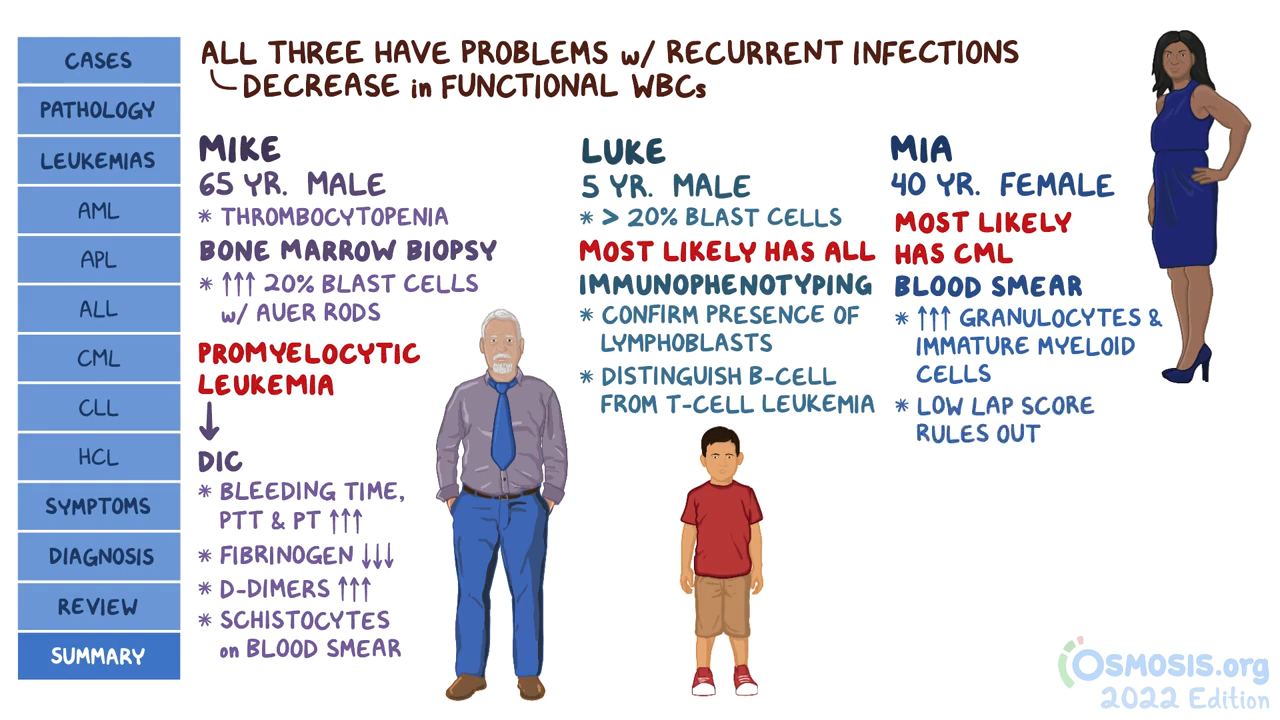 CASES
PATHOLOGY
LEUKEMIAS
AML
APL
ALL
CML
CLL
HCL
SYMPTOMS
DIAGNOSIS
REVIEW
SUMMARY
ALL THREE HAVE PROBLEMS w/ RECURRENT INFECTIONS
DECREASE in FUNCTIONAL WBCs
MIKE
65 YR. MALE
* THROMBOCYTOPENIA
BONE MARROW BIOPSY
* ↑↑↑ 20% BLAST CELLS
w/ AUER RODS
PROMYELOCYTIC
LEUKEMIA
↓
DIC
* BLEEDING TIME,
PTT & PT ↑↑↑
* FIBRINOGEN ↓↓↓
* D-DIMERS ↑↑↑
* SCHISTOCYTES
on BLOOD SMEAR
LUKE
5 YR. MALE
* > 20% BLAST CELLS
MOST LIKELY HAS ALL
IMMUNOPHENOTYPING
* CONFIRM PRESENCE OF
LYMPHOBLASTS
* DISTINGUISH B-CELL
FROM T-CELL LEUKEMIA
MIA
40 YR. FEMALE
MOST LIKELY
HAS CML
BLOOD SMEAR
* ↑↑↑ GRANULOCYTES &
IMMATURE MYELOID
CELLS
* LOW LAP SCORE
RULES OUT
OSMOSIS.org
2022 Edition